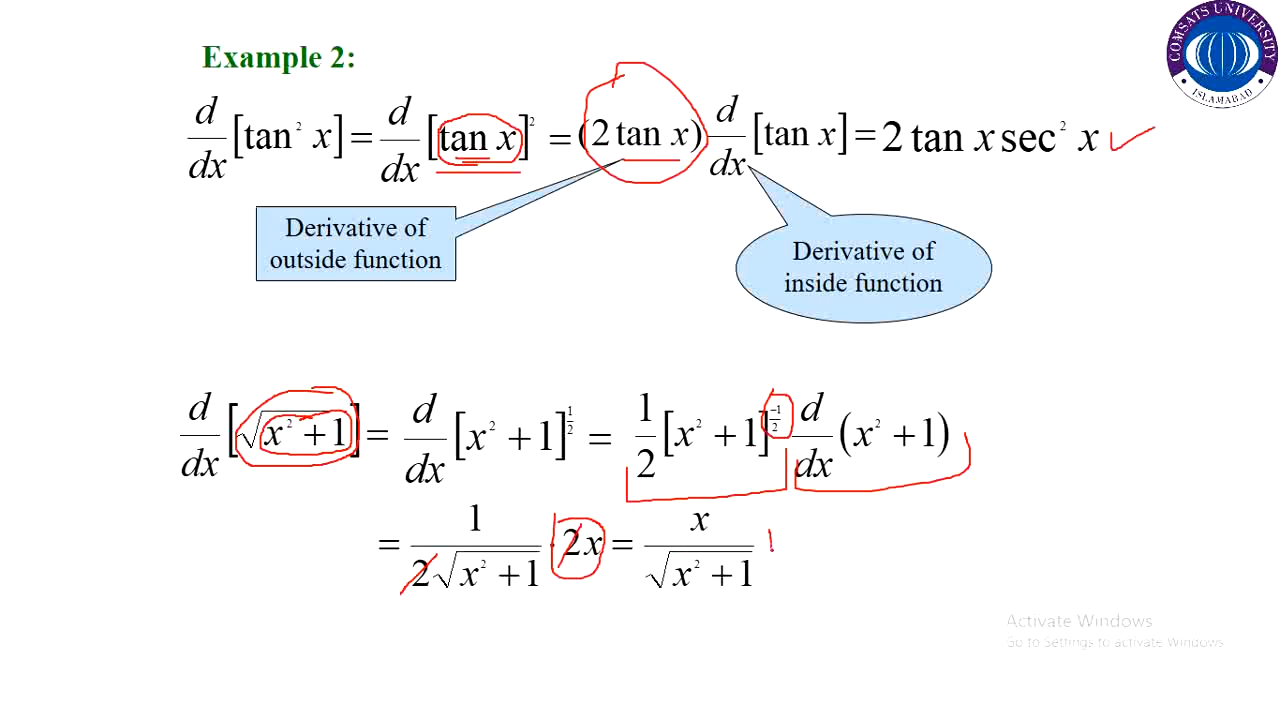 COMSATS UNIVERSITY
ISLAMABAD
Example 2:
d/dx [tan² x] = d/dx [tan x]² = (2 tan x) d/dx [tan x] = 2 tan x sec² x ✓
Derivative of
outside function
Derivative of
inside function
d/dx [√(x² + 1)] = d/dx [x² + 1]^(1/2) = 1/2 [x² + 1]^(-1/2) d/dx (x² + 1)
= 1/(2√(x² + 1)) · 2x = x/√(x² + 1)
Activate Windows
Go to Settings to activate Windows